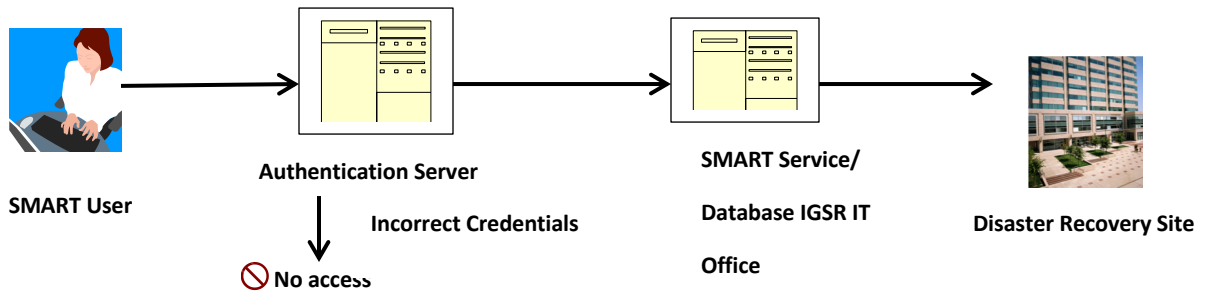 SMART User
Authentication Server
Incorrect Credentials
No access
SMART Service/
Database IGSR IT
Office
Disaster Recovery Site